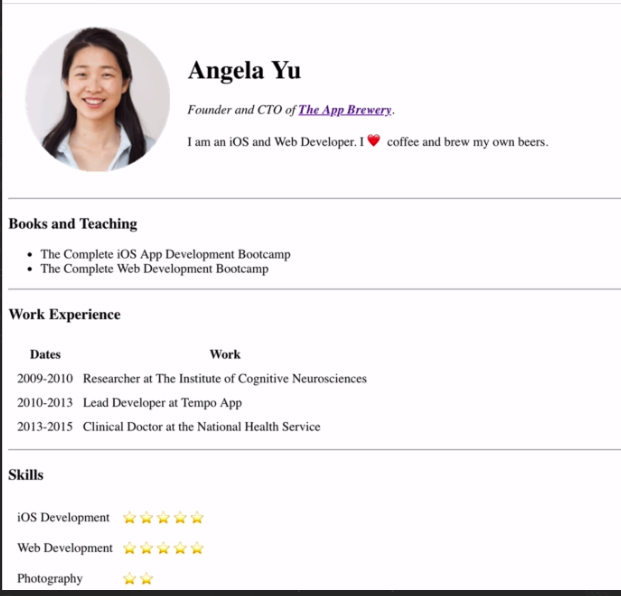 Angela Yu
Founder and CTO of The App Brewery.
I am an iOS and Web Developer. I ❤️ coffee and brew my own beers.
Books and Teaching
• The Complete iOS App Development Bootcamp
• The Complete Web Development Bootcamp
Work Experience
Dates Work
2009-2010 Researcher at The Institute of Cognitive Neurosciences
2010-2013 Lead Developer at Tempo App
2013-2015 Clinical Doctor at the National Health Service
Skills
iOS Development ⭐⭐⭐⭐⭐
Web Development ⭐⭐⭐⭐⭐
Photography ⭐⭐